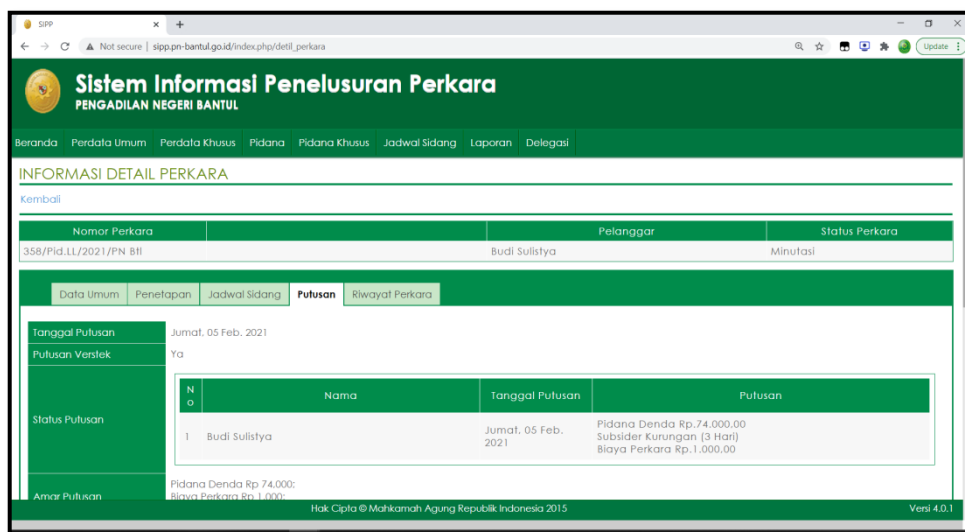 SIPP
Not secure | sipp.pn-bantul.go.id/index.php/detil_perkara
Update
Sistem Informasi Penelusuran Perkara
PENGADILAN NEGERI BANTUL
Beranda Perdata Umum Perdata Khusus Pidana Pidana Khusus Jadwal Sidang Laporan Delegasi
INFORMASI DETAIL PERKARA
Kembali
Nomor Perkara Pelanggar Status Perkara
358/Pid.LL/2021/PN Btl Budi Sulistya Minutasi
Data Umum Penetapan Jadwal Sidang Putusan Riwayat Perkara
Tanggal Putusan Jumat, 05 Feb. 2021
Putusan Verstek Ya
Status Putusan
No Nama Tanggal Putusan Putusan
1 Budi Sulistya Jumat, 05 Feb. 2021 Pidana Denda Rp.74.000,00
Subsider Kurungan (3 Hari)
Biaya Perkara Rp.1.000,00
Amar Putusan Pidana Denda Rp 74.000;
Biaya Perkara Rp 1.000;
Hak Cipta © Mahkamah Agung Republik Indonesia 2015 Versi 4.0.1